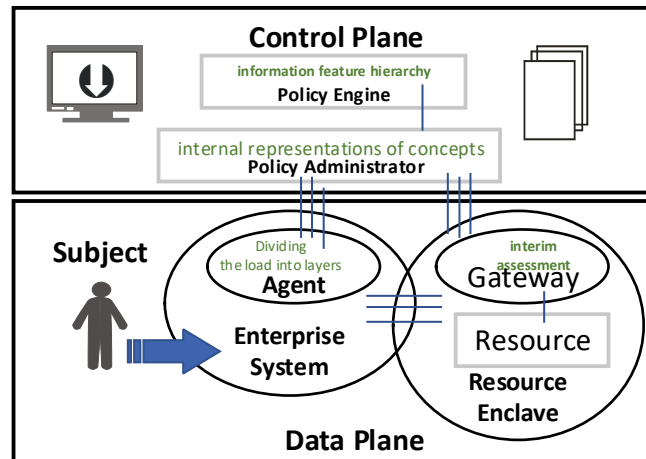 Control Plane
information feature hierarchy
Policy Engine
internal representations of concepts
Policy Administrator
Subject
Dividing
the load into layers
Agent
Enterprise
System
interim
assessment
Gateway
Resource
Resource
Enclave
Data Plane